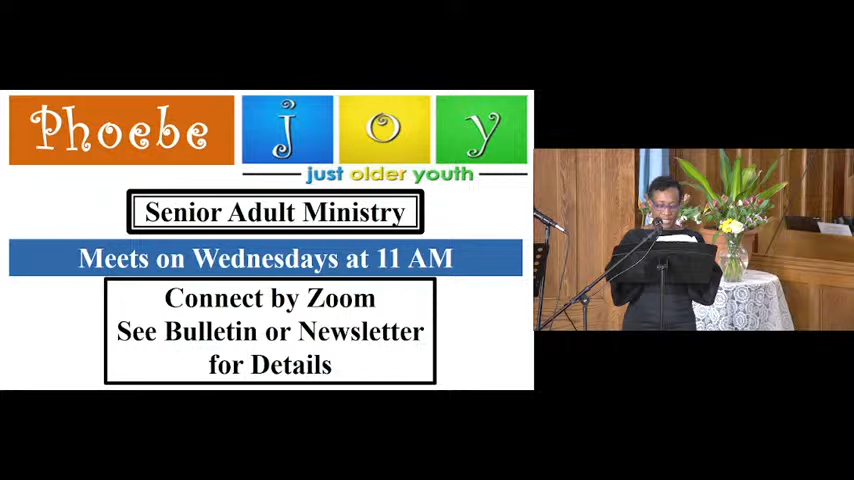 Phoebe joy
just older youth
Senior Adult Ministry
Meets on Wednesdays at 11 AM
Connect by Zoom
See Bulletin or Newsletter
for Details